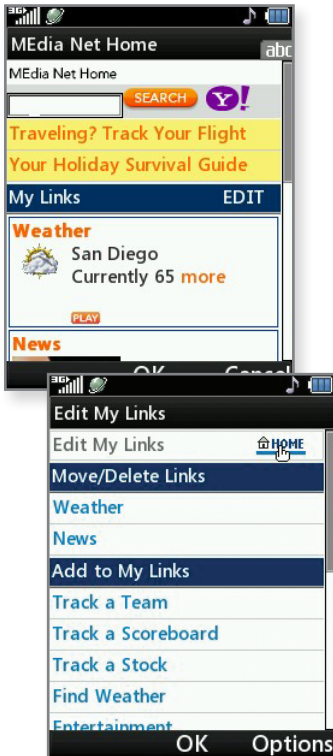 3G
MEdia Net Home
abc
MEdia Net Home
SEARCH Y!
Traveling? Track Your Flight
Your Holiday Survival Guide
My Links EDIT
Weather
San Diego
Currently 65 more
PLAY
News
OK Cancel
3G
Edit My Links
Edit My Links HOME
Move/Delete Links
Weather
News
Add to My Links
Track a Team
Track a Scoreboard
Track a Stock
Find Weather
Entertainment
OK Options